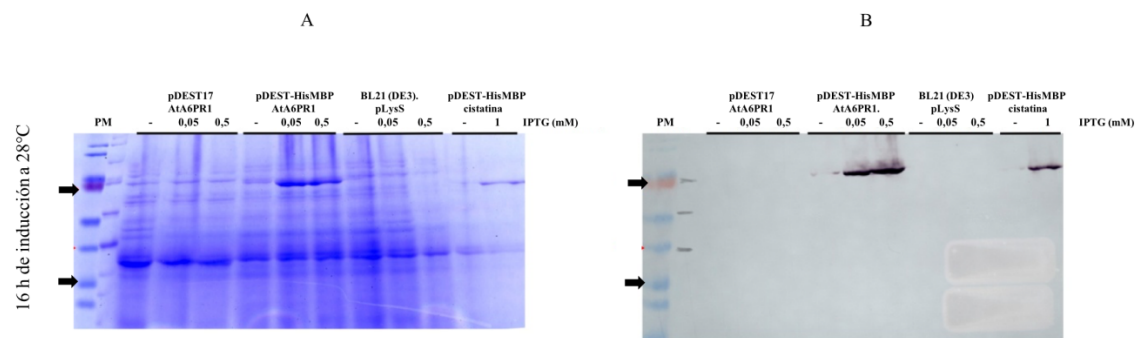 A
pDEST17 pDEST-HisMBP BL21 (DE3). pDEST-HisMBP
AtA6PR1 AtA6PR1 pLysS cistatina
PM - 0,05 0,5 - 0,05 0,5 - 0,05 0,5 - 1 IPTG (mM)
16 h de inducción a 28°C
B
pDEST17 pDEST-HisMBP BL21 (DE3) pDEST-HisMBP
AtA6PR1 AtA6PR1. pLysS cistatina
PM - 0,05 0,5 - 0,05 0,5 - 0,05 0,5 - 1 IPTG (mM)